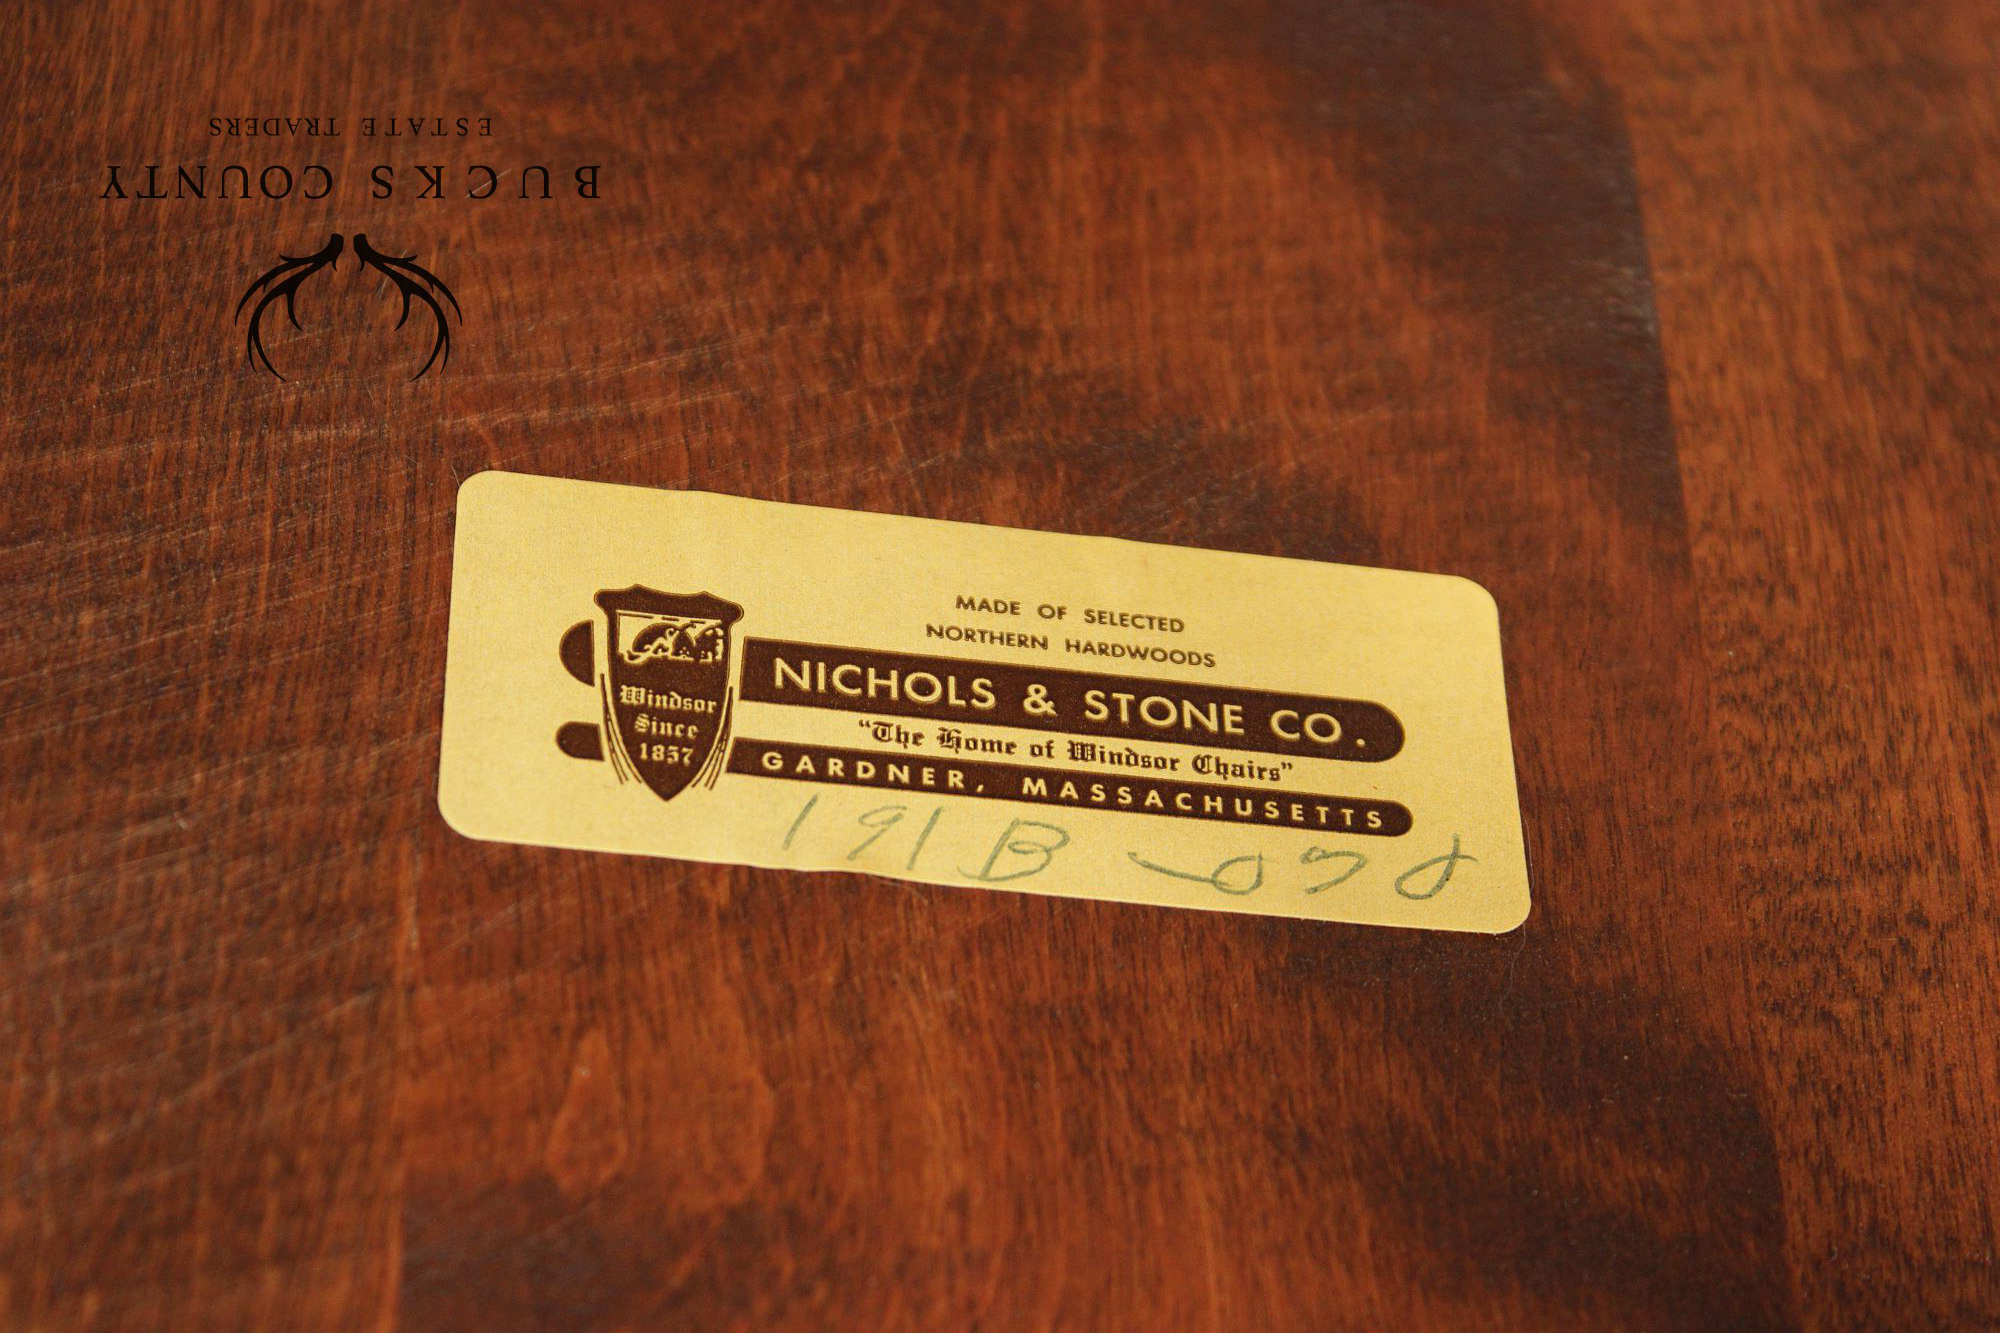 BUCKS COUNTY
ESTATE TRADERS
MADE OF SELECTED
NORTHERN HARDWOODS
NICHOLS & STONE CO.
"The Home of Windsor Chairs"
GARDNER, MASSACHUSETTS
Windsor
Since
1857
191B